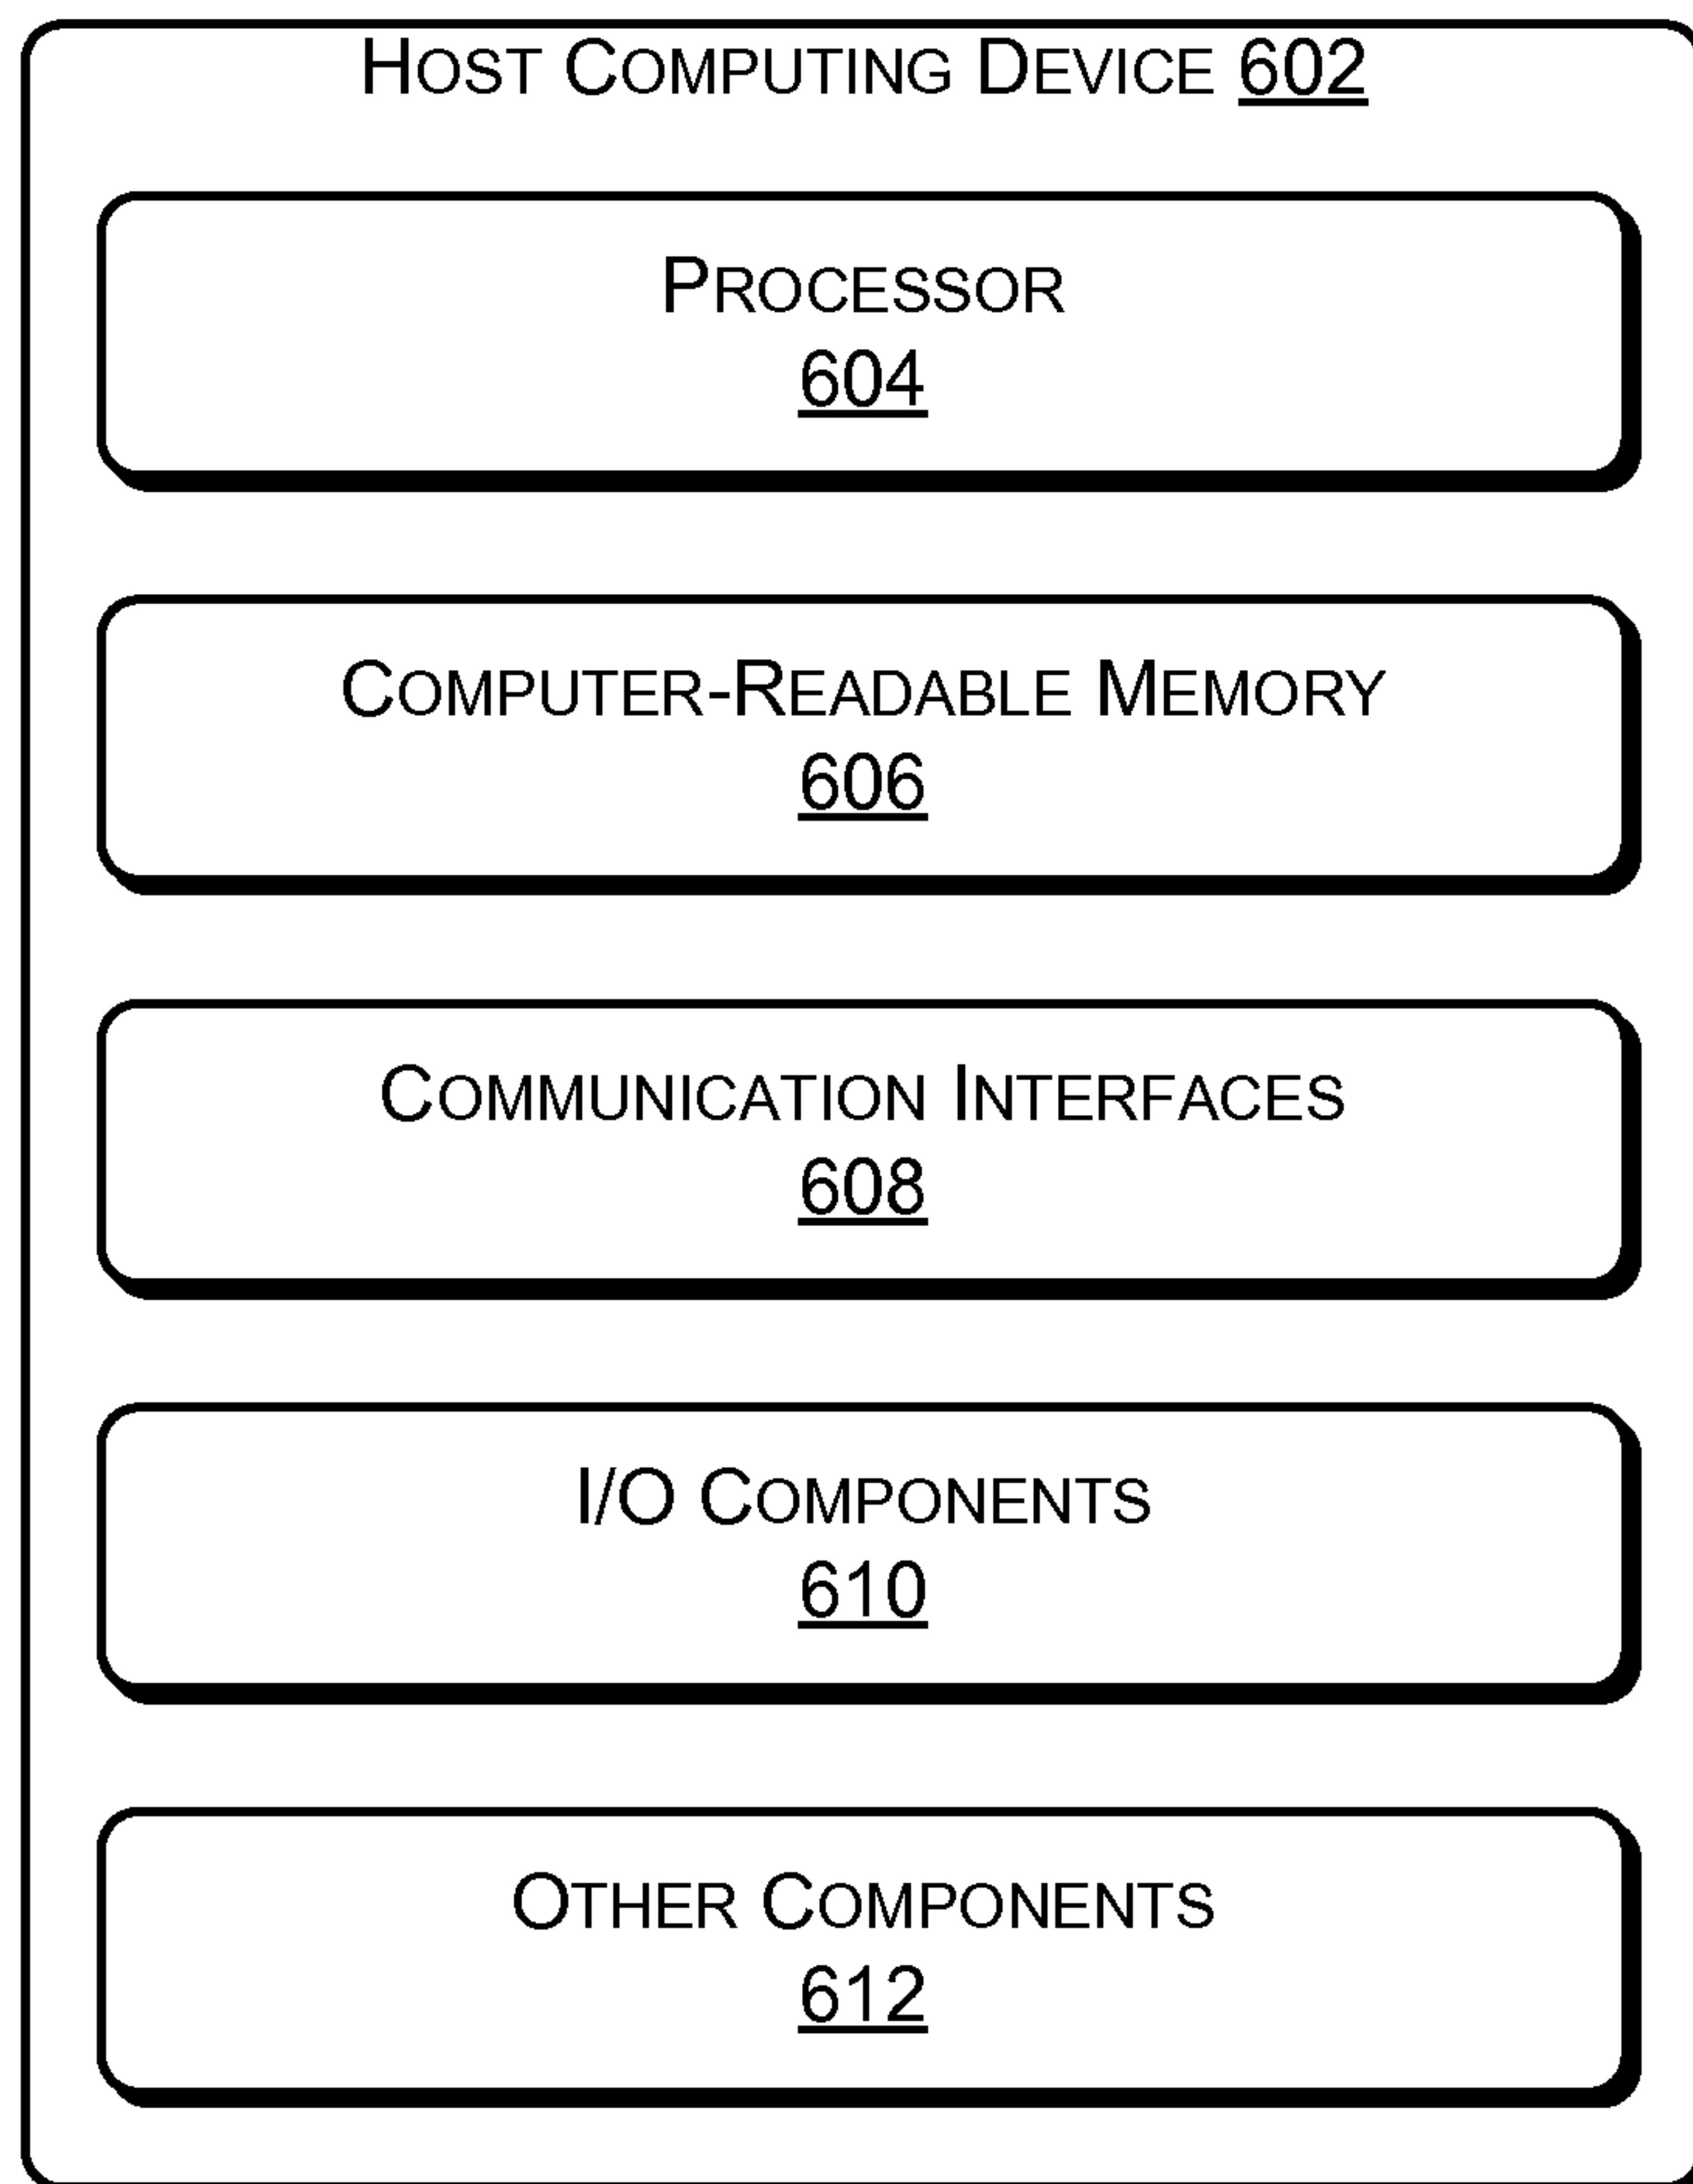 HOST COMPUTING DEVICE 602
PROCESSOR
604
COMPUTER-READABLE MEMORY
606
COMMUNICATION INTERFACES
608
I/O COMPONENTS
610
OTHER COMPONENTS
612